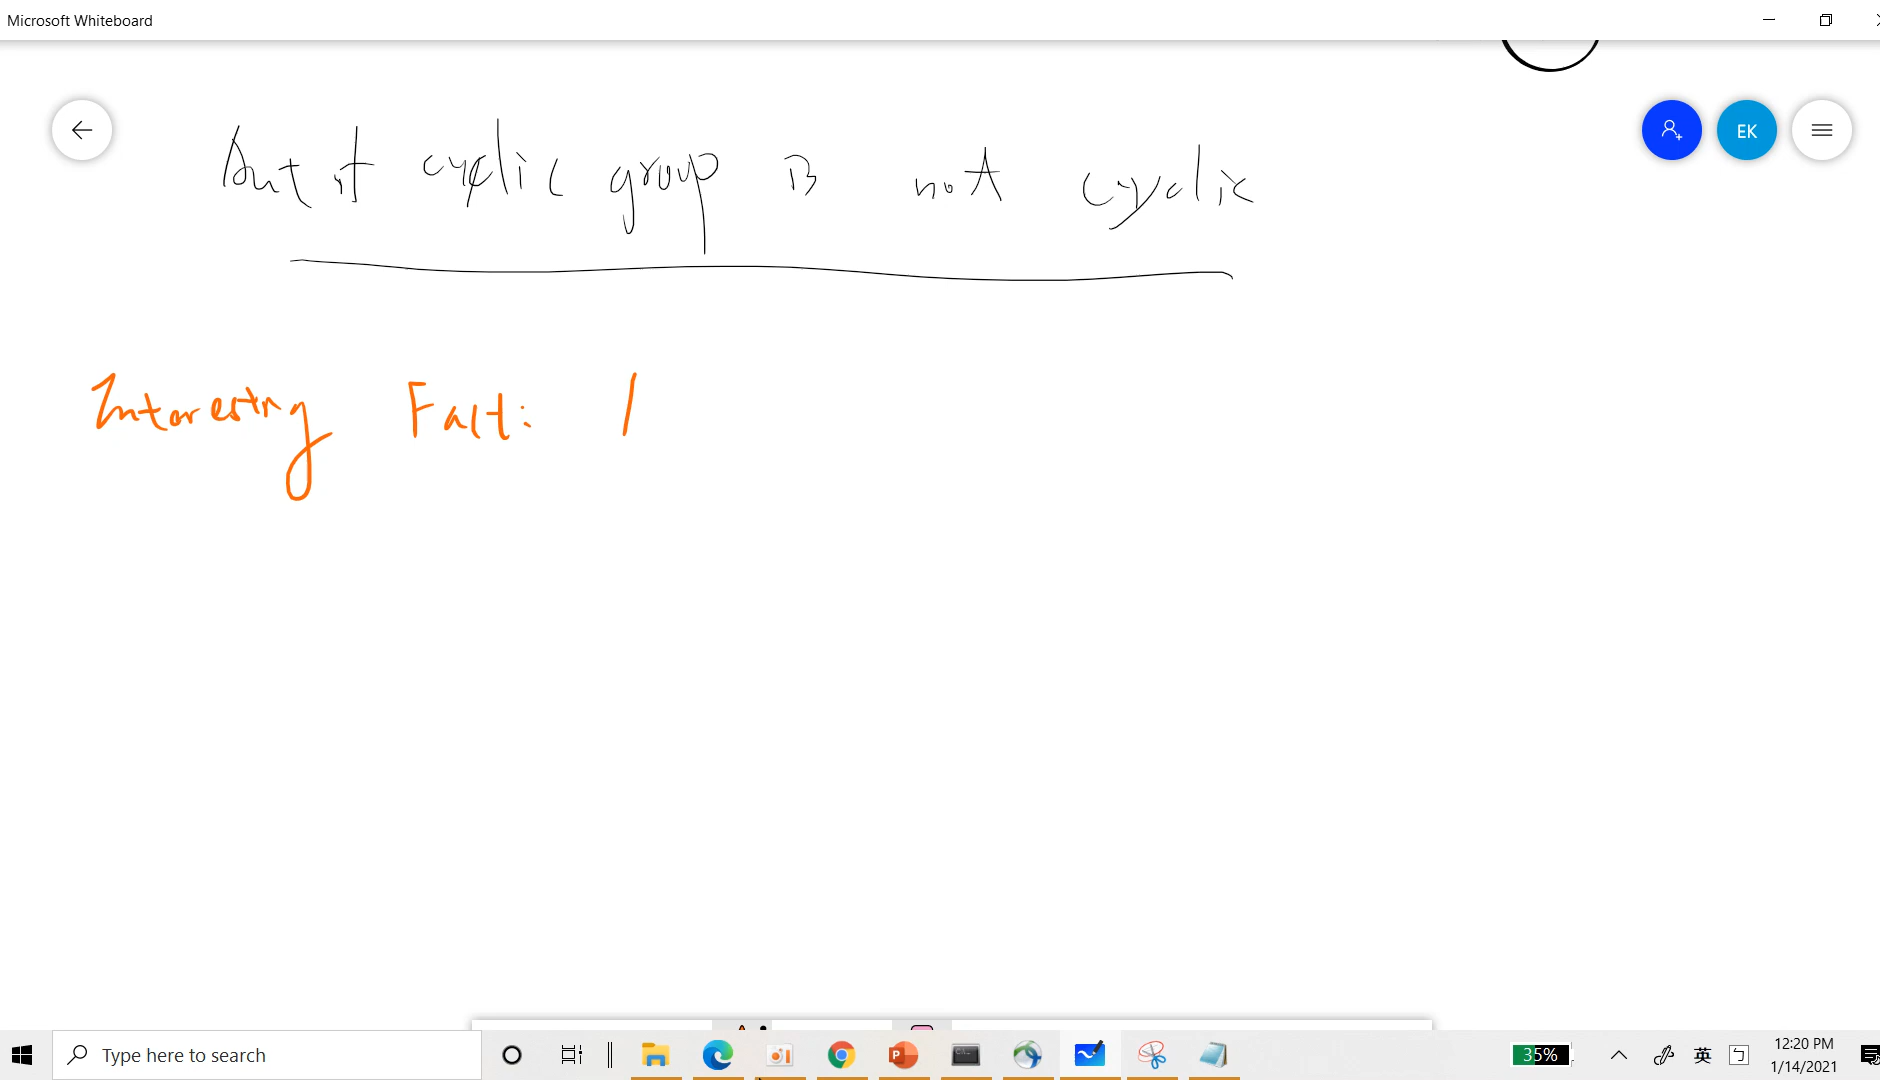 Microsoft Whiteboard
EK
Aut of cyclic group is not cyclic
Interesting Fact:
Type here to search
35%
英
12:20 PM
1/14/2021